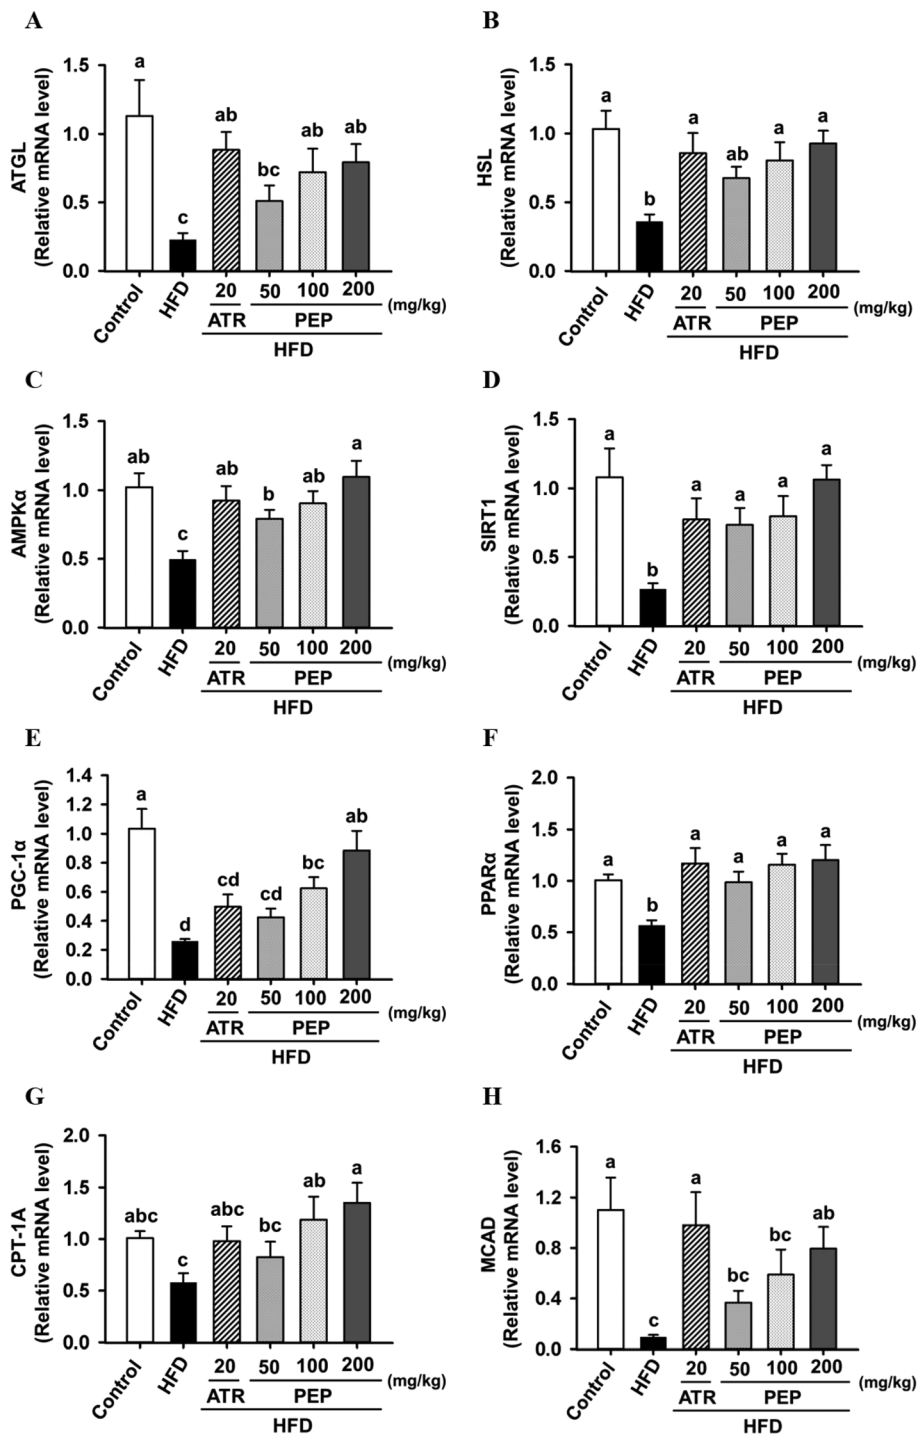 A
ATGL
(Relative mRNA level)
1.5
1.0
0.5
0.0
a
c
ab
bc
ab
ab
Control
HFD
20
50
100
200
(mg/kg)
ATR
PEP
HFD
B
HSL
(Relative mRNA level)
1.5
1.0
0.5
0.0
a
b
a
ab
a
a
Control
HFD
20
50
100
200
(mg/kg)
ATR
PEP
HFD
C
AMPKα
(Relative mRNA level)
1.5
1.0
0.5
0.0
ab
c
ab
b
ab
a
Control
HFD
20
50
100
200
(mg/kg)
ATR
PEP
HFD
D
SIRT1
(Relative mRNA level)
1.5
1.0
0.5
0.0
a
b
a
a
a
a
Control
HFD
20
50
100
200
(mg/kg)
ATR
PEP
HFD
E
PGC-1α
(Relative mRNA level)
1.4
1.2
1.0
0.8
0.6
0.4
0.2
0.0
a
d
cd
cd
bc
ab
Control
HFD
20
50
100
200
(mg/kg)
ATR
PEP
HFD
F
PPARα
(Relative mRNA level)
2.0
1.5
1.0
0.5
0.0
a
b
a
a
a
a
Control
HFD
20
50
100
200
(mg/kg)
ATR
PEP
HFD
G
CPT-1A
(Relative mRNA level)
2.0
1.5
1.0
0.5
0.0
abc
c
abc
bc
ab
a
Control
HFD
20
50
100
200
(mg/kg)
ATR
PEP
HFD
H
MCAD
(Relative mRNA level)
1.6
1.2
0.8
0.4
0.0
a
c
a
bc
bc
ab
Control
HFD
20
50
100
200
(mg/kg)
ATR
PEP
HFD